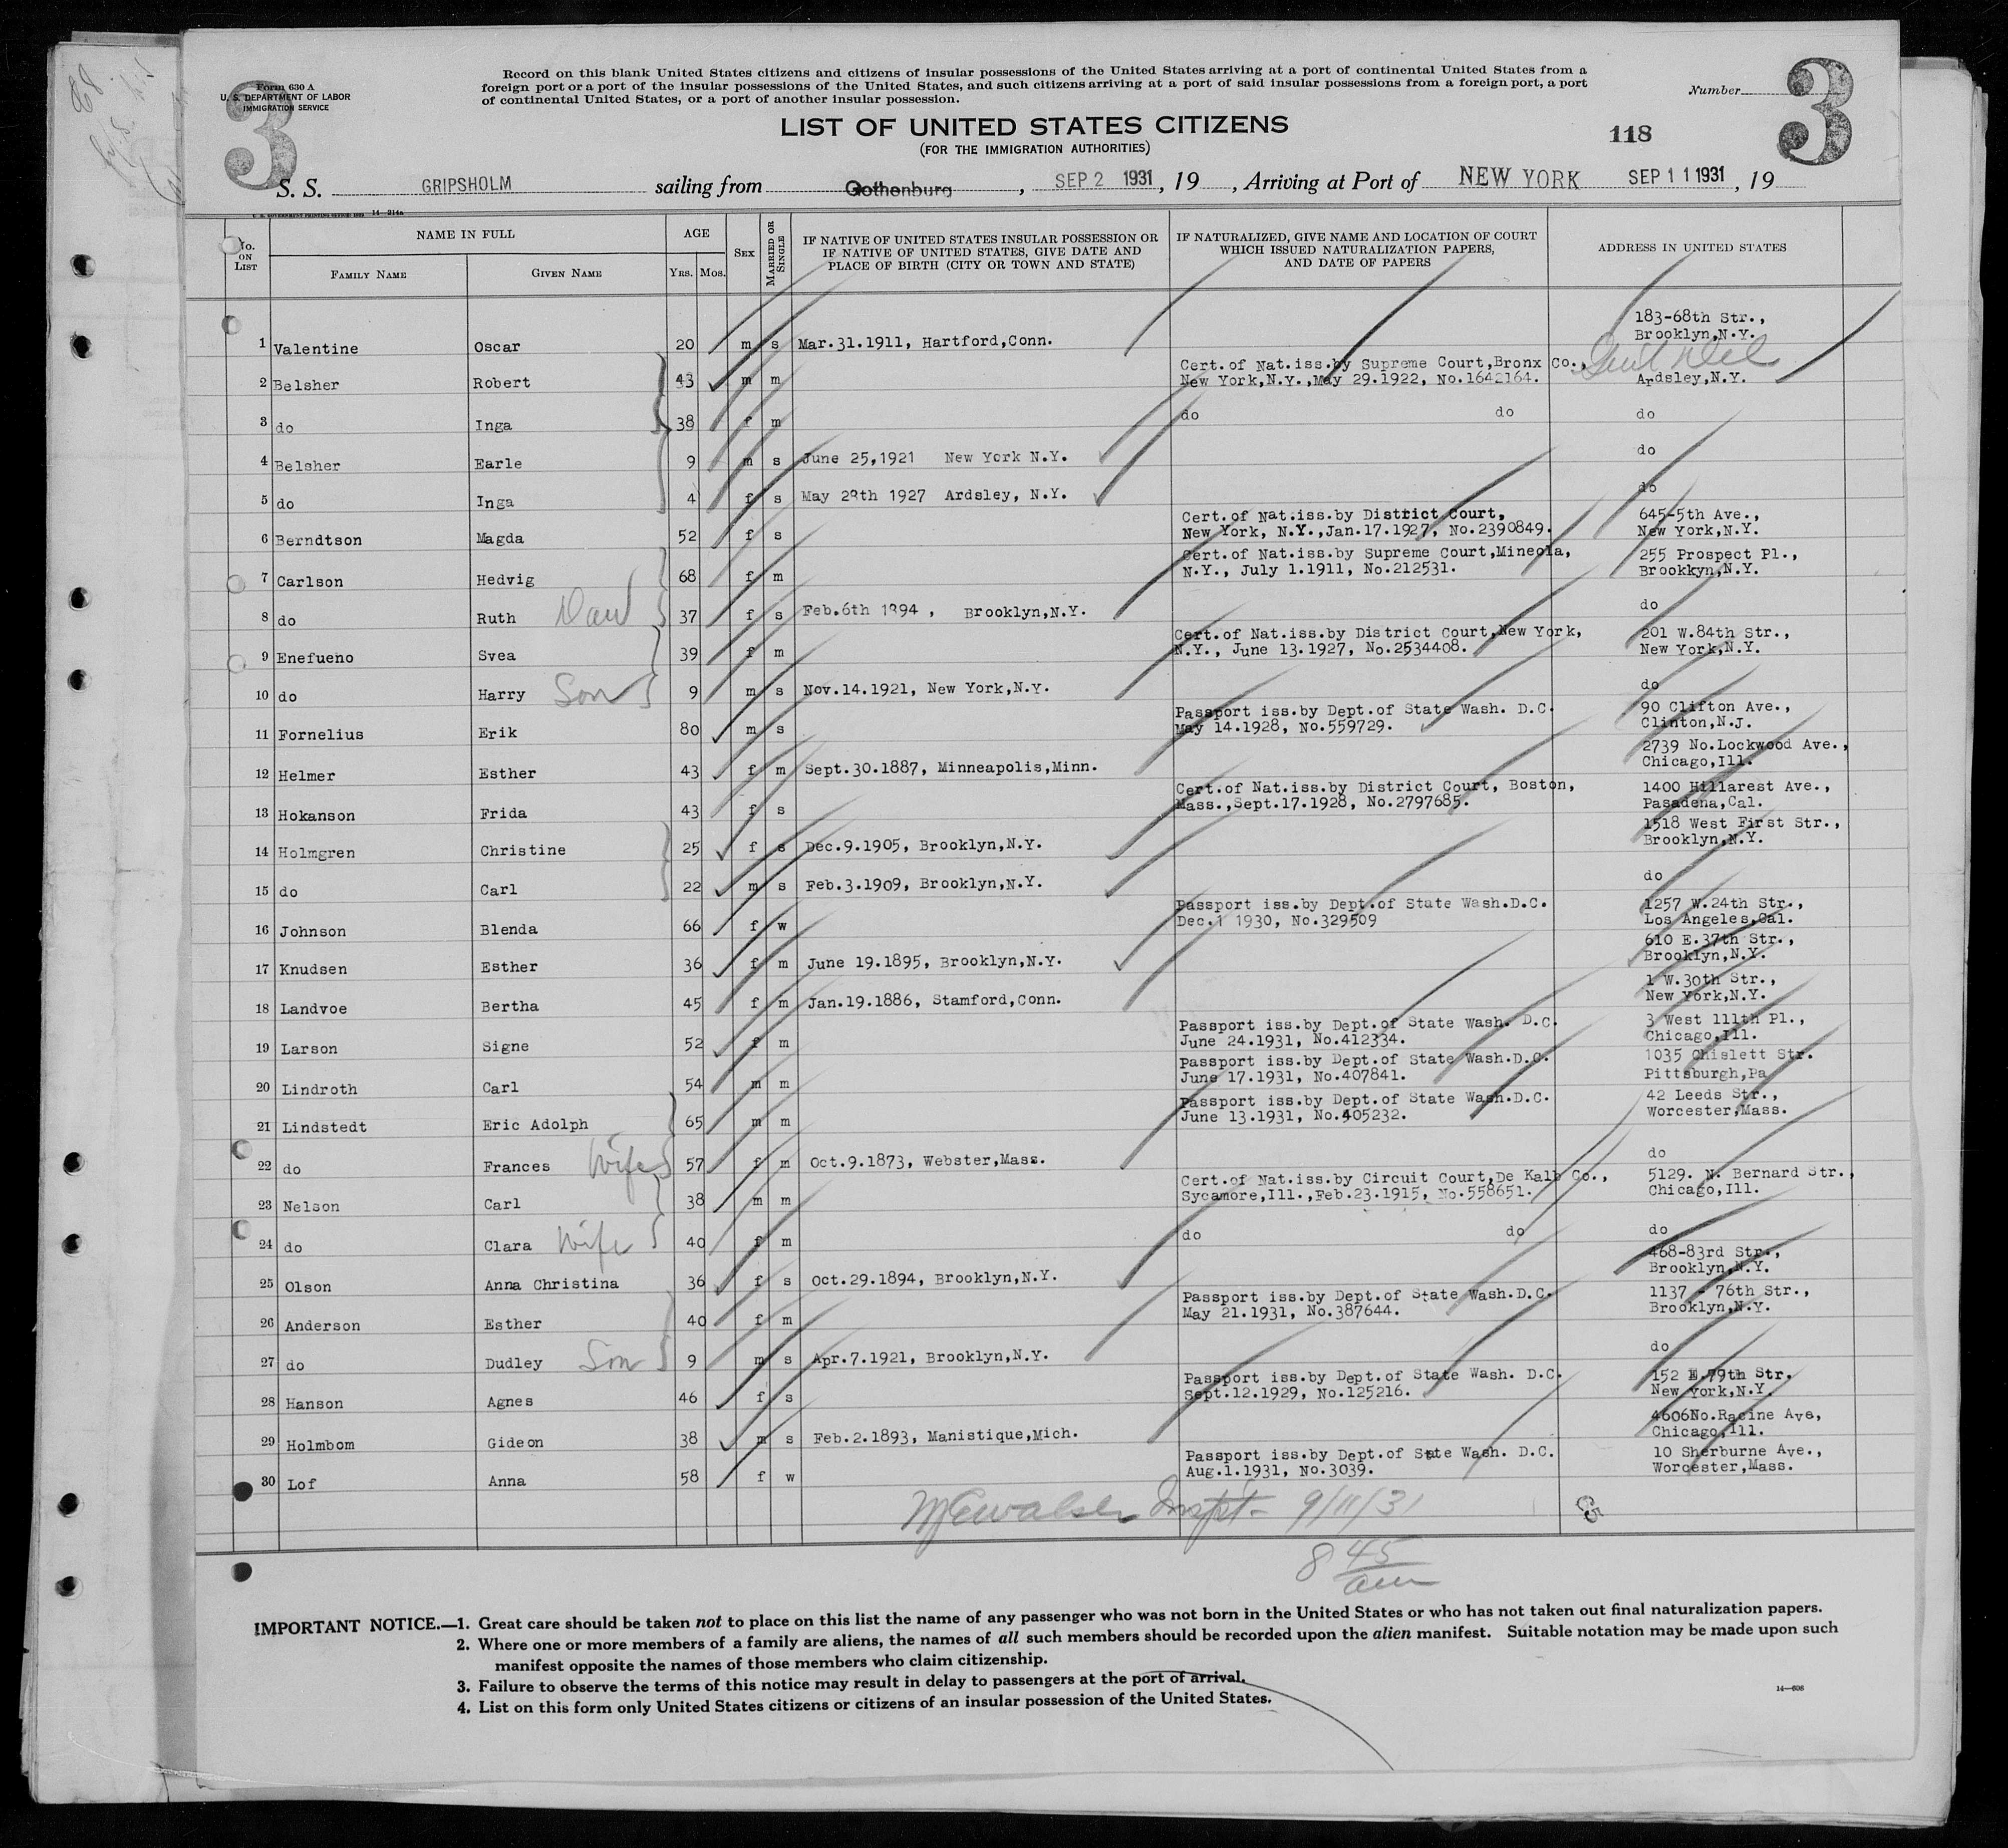 3
Form 630 A
U. S. DEPARTMENT OF LABOR
IMMIGRATION SERVICE
Record on this blank United States citizens and citizens of insular possessions of the United States arriving at a port of continental United States from a
foreign port or a port of the insular possessions of the United States, and such citizens arriving at a port of said insular possessions from a foreign port, a port
of continental United States, or a port of another insular possession.
Number
3
LIST OF UNITED STATES CITIZENS
(FOR THE IMMIGRATION AUTHORITIES)
118
S. S. GRIPSHOLM sailing from Gothenburg, SEP 2 1931, 19 , Arriving at Port of NEW YORK SEP 11 1931, 19
U. S. GOVERNMENT PRINTING OFFICE: 14—214a
No. ON LIST
NAME IN FULL
FAMILY NAME
GIVEN NAME
AGE
YRS. MOS.
SEX
MARRIED OR SINGLE
IF NATIVE OF UNITED STATES INSULAR POSSESSION OR
IF NATIVE OF UNITED STATES, GIVE DATE AND
PLACE OF BIRTH (CITY OR TOWN AND STATE)
IF NATURALIZED, GIVE NAME AND LOCATION OF COURT
WHICH ISSUED NATURALIZATION PAPERS,
AND DATE OF PAPERS
ADDRESS IN UNITED STATES
183-68th Str.,
1 Valentine Oscar 20 m s Mar.31.1911, Hartford,Conn. Brooklyn,N.Y.
Cert.of Nat.iss.by Supreme Court,Bronx Co.,
2 Belsher Robert 43 m m New York,N.Y.,May 29.1922, No.1642164. Ardsley,N.Y.
3 do Inga 38 f m do do do
4 Belsher Earle 9 m s June 25,1921 New York N.Y. do
5 do Inga 4 f s May 28th 1927 Ardsley, N.Y. do
Cert.of Nat.iss.by District Court, 645-5th Ave.,
6 Berndtson Magda 52 f s New York, N.Y.,Jan.17.1927, No.2390849. New York,N.Y.
Cert.of Nat.iss.by Supreme Court,Mineola, 255 Prospect Pl.,
7 Carlson Hedvig 68 f m N.Y., July 1.1911, No.212531. Brookkyn,N.Y.
8 do Ruth Dau 37 f s Feb.6th 1894 , Brooklyn,N.Y. do
Cert.of Nat.iss.by District Court,New York, 201 W.84th Str.,
9 Enefueno Svea 39 f m N.Y., June 13.1927, No.2534408. New York,N.Y.
10 do Harry Son 9 m s Nov.14.1921, New York,N.Y. do
Passport iss.by Dept.of State Wash. D.C. 90 Clifton Ave.,
11 Fornelius Erik 80 m s May 14.1928, No.559729. Clinton,N.J.
2739 No.Lockwood Ave.,
12 Helmer Esther 43 f m Sept.30.1887, Minneapolis,Minn. Chicago,Ill.
Cert.of Nat.iss.by District Court, Boston, 1400 Hillarest Ave.,
13 Hokanson Frida 43 f s Mass.,Sept.17.1928, No.2797685. Pasadena,Cal.
1518 West First Str.,
14 Holmgren Christine 25 f s Dec.9.1905, Brooklyn,N.Y. Brooklyn,N.Y.
15 do Carl 22 m s Feb.3.1909, Brooklyn,N.Y. do
Passport iss.by Dept.of State Wash.D.C. 1257 W.24th Str.,
16 Johnson Blenda 66 f w Dec.1 1930, No.329509 Los Angeles,Cal.
610 E.37th Str.,
17 Knudsen Esther 36 f m June 19.1895, Brooklyn,N.Y. Brooklyn,N.Y.
1 W.30th Str.,
18 Landvoe Bertha 45 f m Jan.19.1886, Stamford,Conn. New York,N.Y.
Passport iss.by Dept.of State Wash. D.C. 3 West 111th Pl.,
19 Larson Signe 52 f m June 24.1931, No.412334. Chicago,Ill.
Passport iss.by Dept.of State Wash.D.C. 1035 Chislett Str.
20 Lindroth Carl 54 m m June 17.1931, No.407841. Pittsburgh,Pa
Passport iss.by Dept.of State Wash.D.C. 42 Leeds Str.,
21 Lindstedt Eric Adolph 65 m m June 13.1931, No.405232. Worcester,Mass.
22 do Frances Wife 57 f m Oct.9.1873, Webster,Mass. do
Cert.of Nat.iss.by Circuit Court,De Kalb Co., 5129. N. Bernard Str.,
23 Nelson Carl 38 m m Sycamore,Ill.,Feb.23.1915, No.558651. Chicago,Ill.
24 do Clara Wife 40 f m do do do
468-83rd Str.,
25 Olson Anna Christina 36 f s Oct.29.1894, Brooklyn,N.Y. Brooklyn,N.Y.
Passport iss.by Dept.of State Wash.D.C. 1137 - 76th Str.,
26 Anderson Esther 40 f m May 21.1931, No.387644. Brooklyn,N.Y.
27 do Dudley Son 9 m s Apr.7.1921, Brooklyn,N.Y. do
Passport iss.by Dept.of State Wash. D.C. 152 E.79th Str.
28 Hanson Agnes 46 f s Sept.12.1929, No.125216. New York,N.Y.
4606No.Racine Ave,
29 Holmbom Gideon 38 m s Feb.2.1893, Manistique,Mich. Chicago,Ill.
Passport iss.by Dept.of State Wash. D.C. 10 Sherburne Ave.,
30 Lof Anna 58 f w Aug.1.1931, No.3039. Worcester,Mass.
Inspt- 9/11/31
8 45/am
IMPORTANT NOTICE.—1. Great care should be taken not to place on this list the name of any passenger who was not born in the United States or who has not taken out final naturalization papers.
2. Where one or more members of a family are aliens, the names of all such members should be recorded upon the alien manifest. Suitable notation may be made upon such
manifest opposite the names of those members who claim citizenship.
3. Failure to observe the terms of this notice may result in delay to passengers at the port of arrival.
4. List on this form only United States citizens or citizens of an insular possession of the United States.
14—608